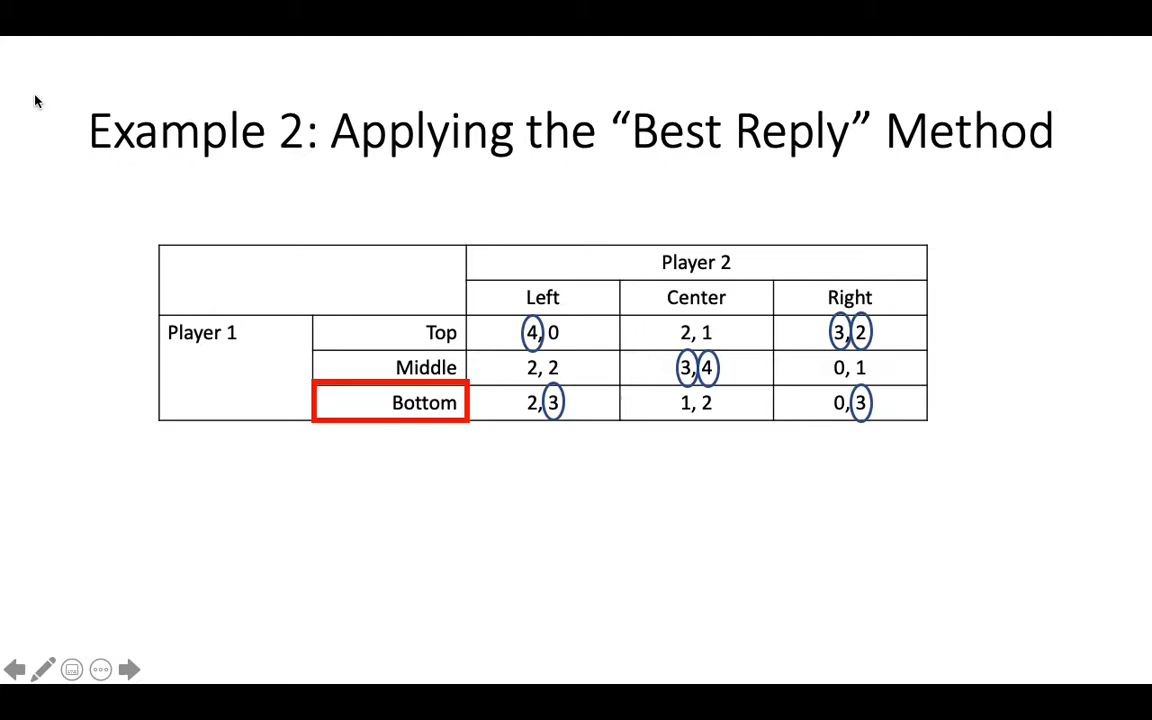 Example 2: Applying the “Best Reply” Method
Player 2
Left Center Right
Player 1 Top 4, 0 2, 1 3, 2
Middle 2, 2 3, 4 0, 1
Bottom 2, 3 1, 2 0, 3